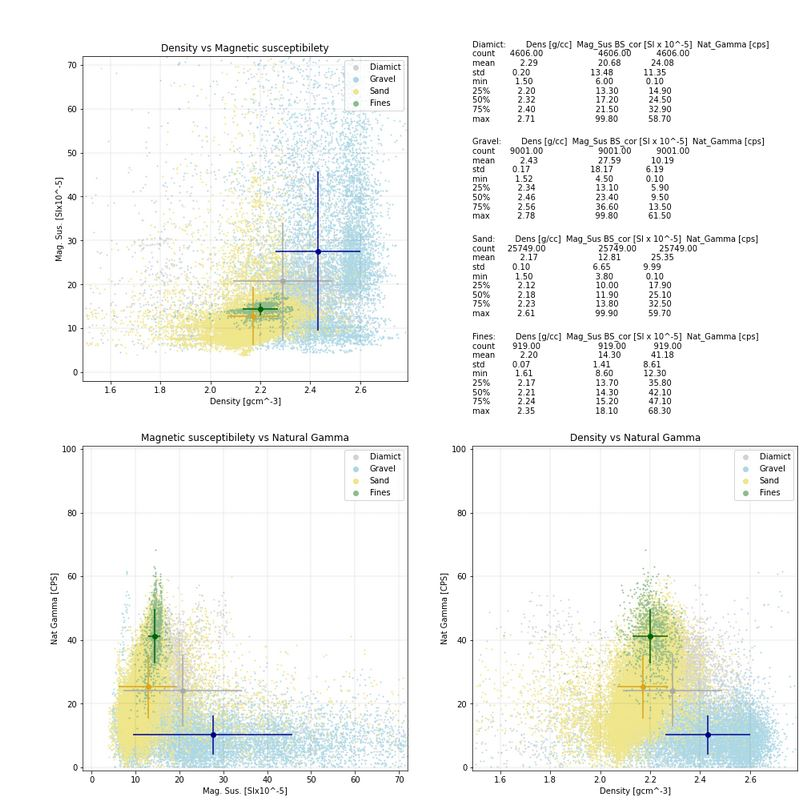 Density vs Magnetic susceptibilety
70
60
50
40
30
20
10
0
Mag. Sus. [SIx10^-5]
Diamict
Gravel
Sand
Fines
1.6 1.8 2.0 2.2 2.4 2.6
Density [gcm^-3]
Diamict: Dens [g/cc] Mag_Sus BS_cor [SI x 10^-5] Nat_Gamma [cps]
count 4606.00 4606.00 4606.00
mean 2.29 20.68 24.08
std 0.20 13.48 11.35
min 1.50 6.00 0.10
25% 2.20 13.30 14.90
50% 2.32 17.20 24.50
75% 2.40 21.50 32.90
max 2.71 99.80 58.70
Gravel: Dens [g/cc] Mag_Sus BS_cor [SI x 10^-5] Nat_Gamma [cps]
count 9001.00 9001.00 9001.00
mean 2.43 27.59 10.19
std 0.17 18.17 6.19
min 1.52 4.50 0.10
25% 2.34 13.10 5.90
50% 2.46 23.40 9.50
75% 2.56 36.60 13.50
max 2.78 99.80 61.50
Sand: Dens [g/cc] Mag_Sus BS_cor [SI x 10^-5] Nat_Gamma [cps]
count 25749.00 25749.00 25749.00
mean 2.17 12.81 25.35
std 0.10 6.65 9.99
min 1.50 3.80 0.10
25% 2.12 10.00 17.90
50% 2.18 11.90 25.10
75% 2.23 13.80 32.50
max 2.61 99.90 59.70
Fines: Dens [g/cc] Mag_Sus BS_cor [SI x 10^-5] Nat_Gamma [cps]
count 919.00 919.00 919.00
mean 2.20 14.30 41.18
std 0.07 1.41 8.61
min 1.61 8.60 12.30
25% 2.17 13.70 35.80
50% 2.21 14.30 42.10
75% 2.24 15.20 47.10
max 2.35 18.10 68.30
Magnetic susceptibilety vs Natural Gamma
100
80
60
40
20
0
Nat Gamma [CPS]
Diamict
Gravel
Sand
Fines
0 10 20 30 40 50 60 70
Mag. Sus. [SIx10^-5]
Density vs Natural Gamma
100
80
60
40
20
0
Nat Gamma [CPS]
Diamict
Gravel
Sand
Fines
1.6 1.8 2.0 2.2 2.4 2.6
Density [gcm^-3]